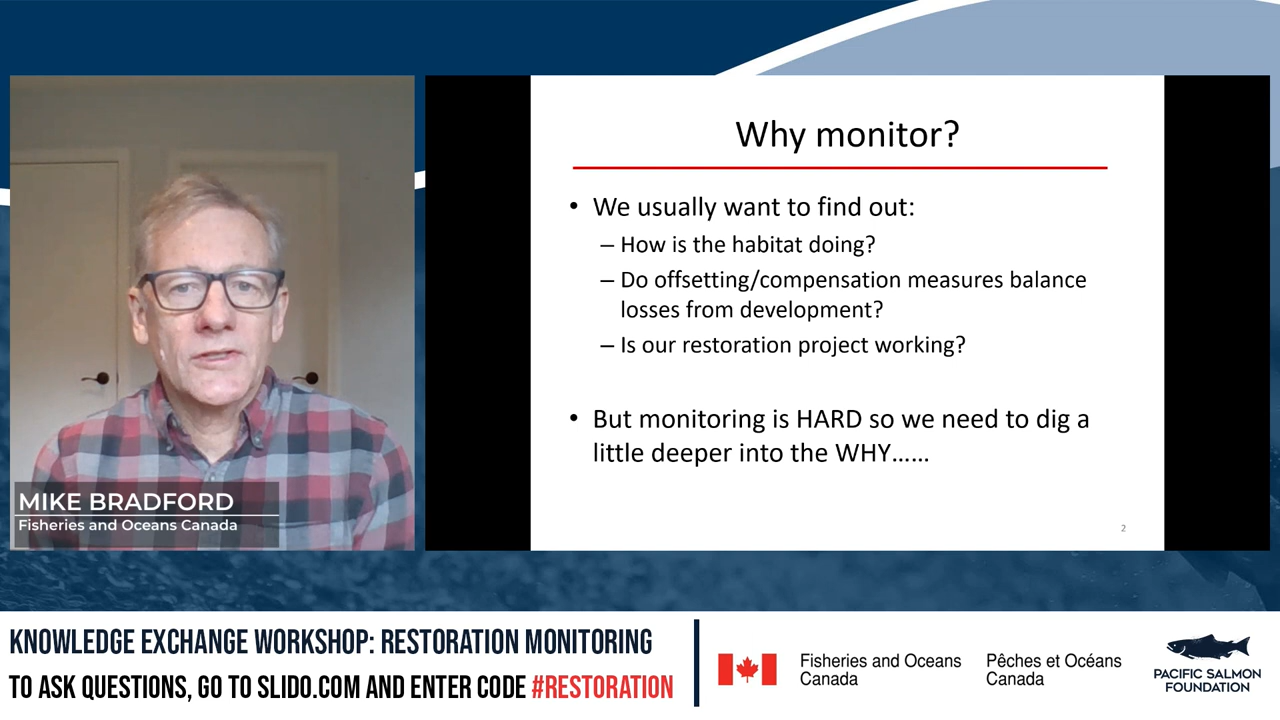 Why monitor?
• We usually want to find out:
– How is the habitat doing?
– Do offsetting/compensation measures balance
losses from development?
– Is our restoration project working?
• But monitoring is HARD so we need to dig a
little deeper into the WHY……
2
MIKE BRADFORD
Fisheries and Oceans Canada
KNOWLEDGE EXCHANGE WORKSHOP: RESTORATION MONITORING
TO ASK QUESTIONS, GO TO SLIDO.COM AND ENTER CODE #RESTORATION
Fisheries and Oceans
Canada
Pêches et Océans
Canada
PACIFIC SALMON
FOUNDATION